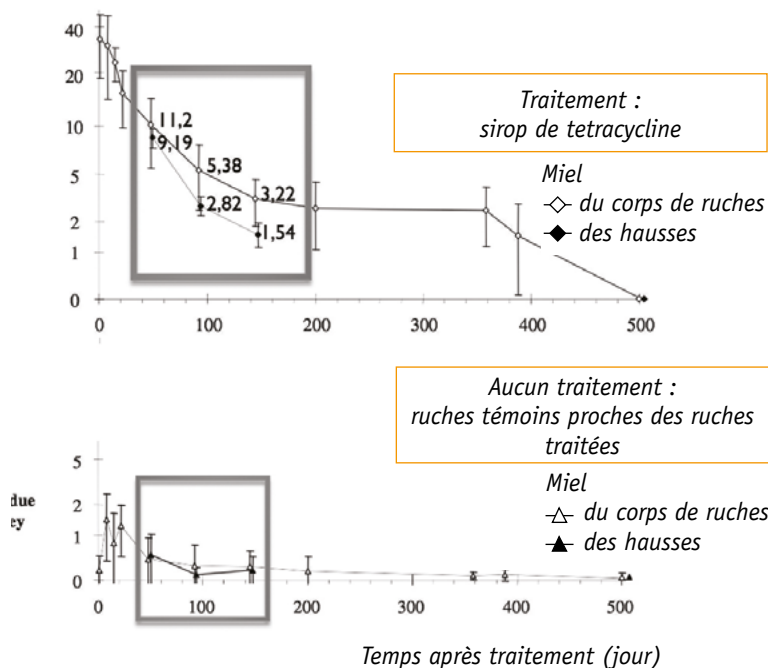 40
20
10
5
2
1
0
11,2
9,19
5,38
2,82
3,22
1,54
0
100
200
300
400
500
Traitement :
sirop de tetracycline
Miel
du corps de ruches
des hausses
Aucun traitement :
ruches témoins proches des ruches
traitées
Miel
du corps de ruches
des hausses
due
ey
5
2
1
0
0
100
200
300
400
500
Temps après traitement (jour)